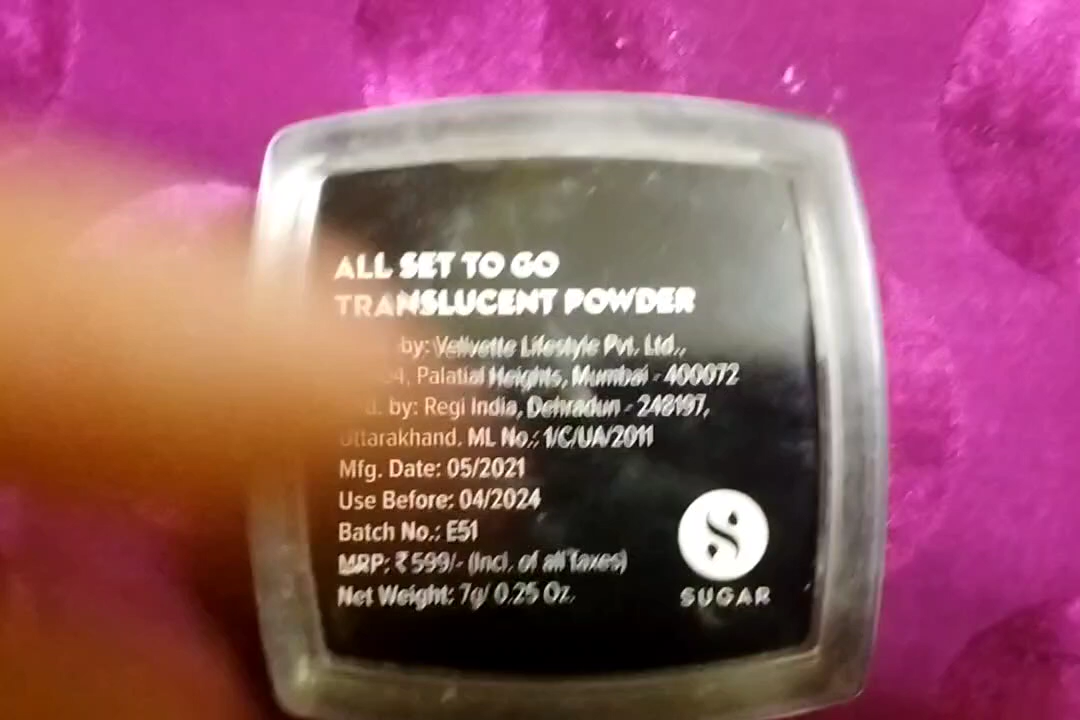 ALL SET TO GO
TRANSLUCENT POWDER
by: Vellvette Lifestyle Pvt. Ltd.,
4, Palatial Heights, Mumbai - 400072
d. by: Regi India, Dehradun - 248197,
Uttarakhand. ML No.: 1/C/UA/2011
Mfg. Date: 05/2021
Use Before: 04/2024
Batch No.: E51
MRP: ₹599/- (Incl. of all Taxes)
Net Weight: 7g/ 0.25 Oz.
SUGAR